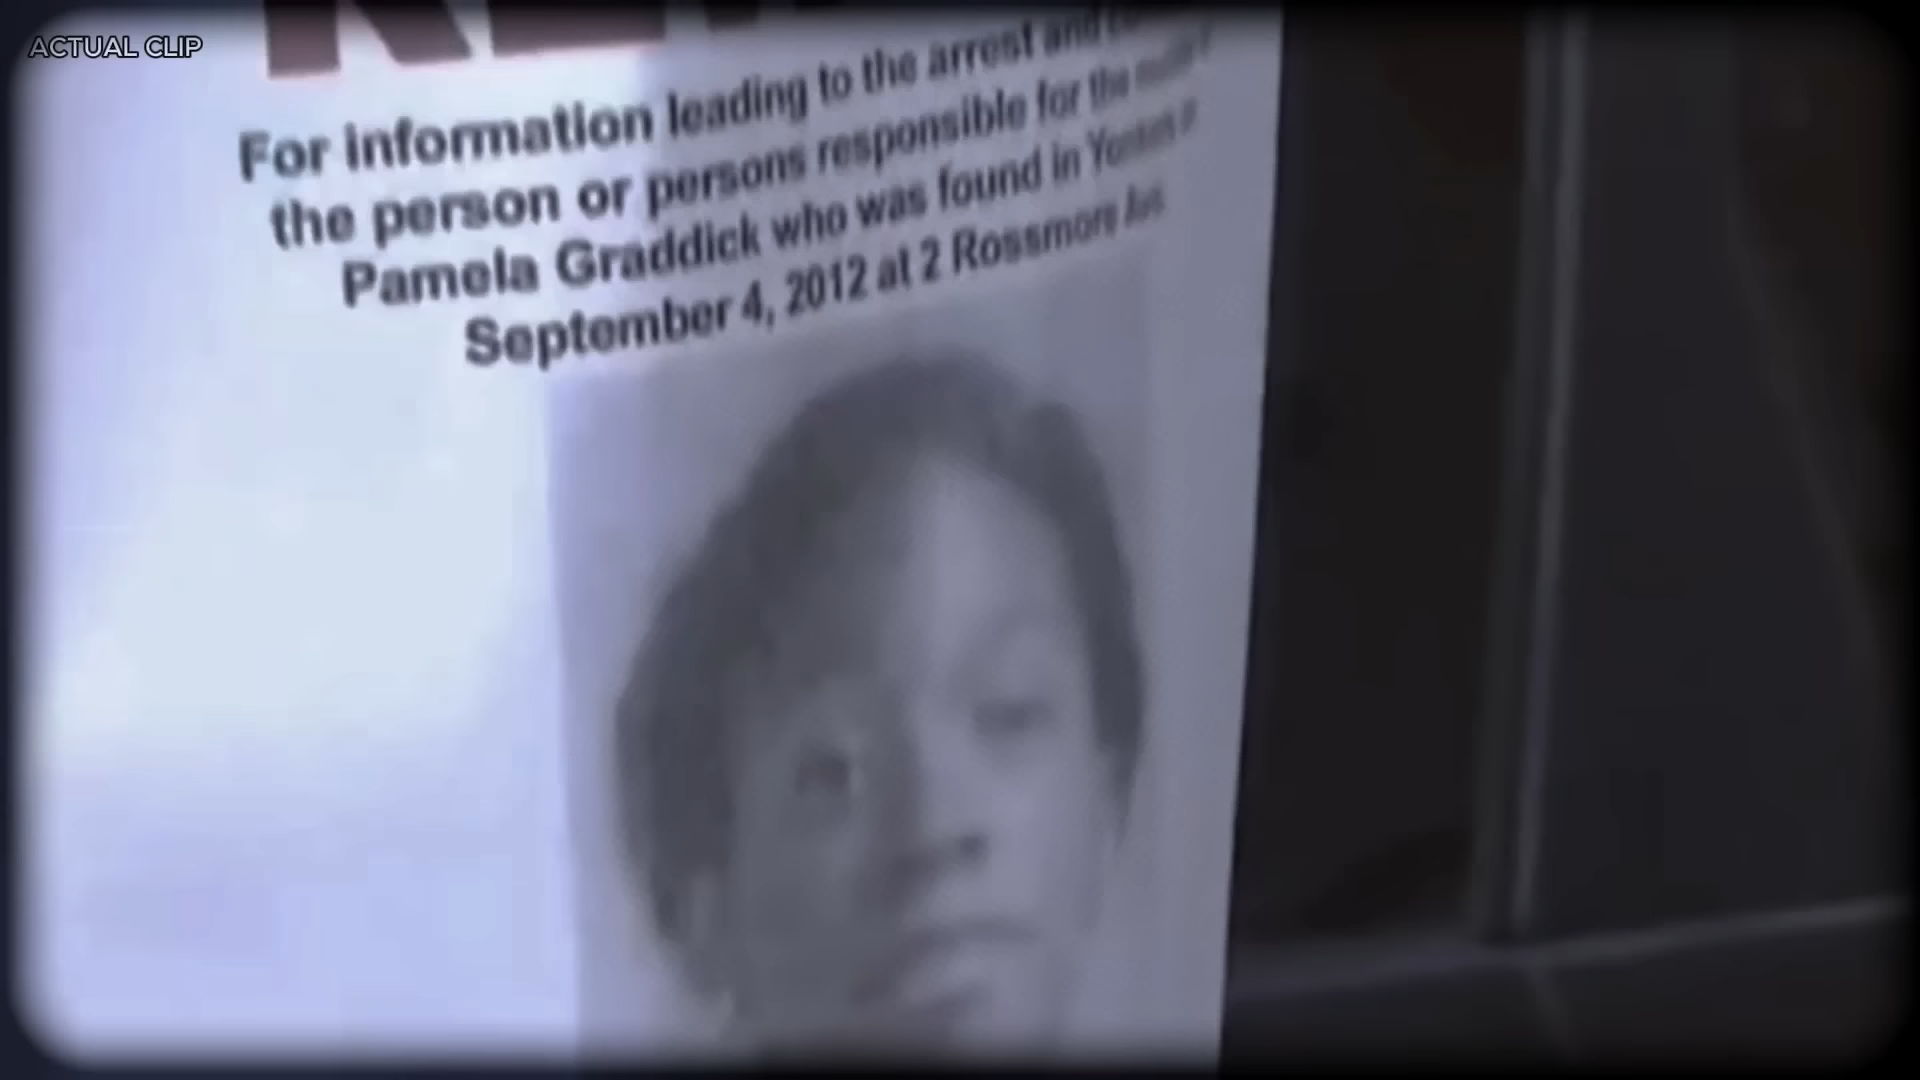 ACTUAL CLIP
For information leading to the arrest and
the person or persons responsible for the
Pamela Graddick who was found in
September 4, 2012 at 2 Rossmore